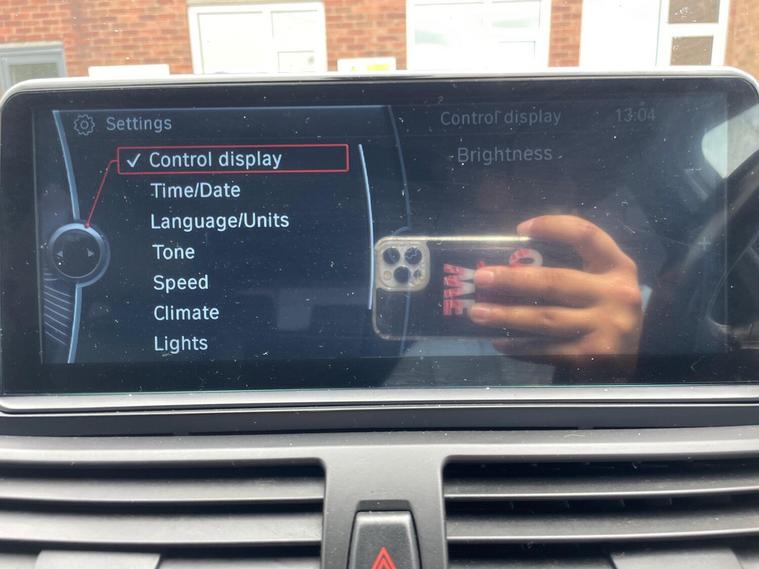 Settings
✓ Control display
Time/Date
Language/Units
Tone
Speed
Climate
Lights
Control display 13:04
Brightness